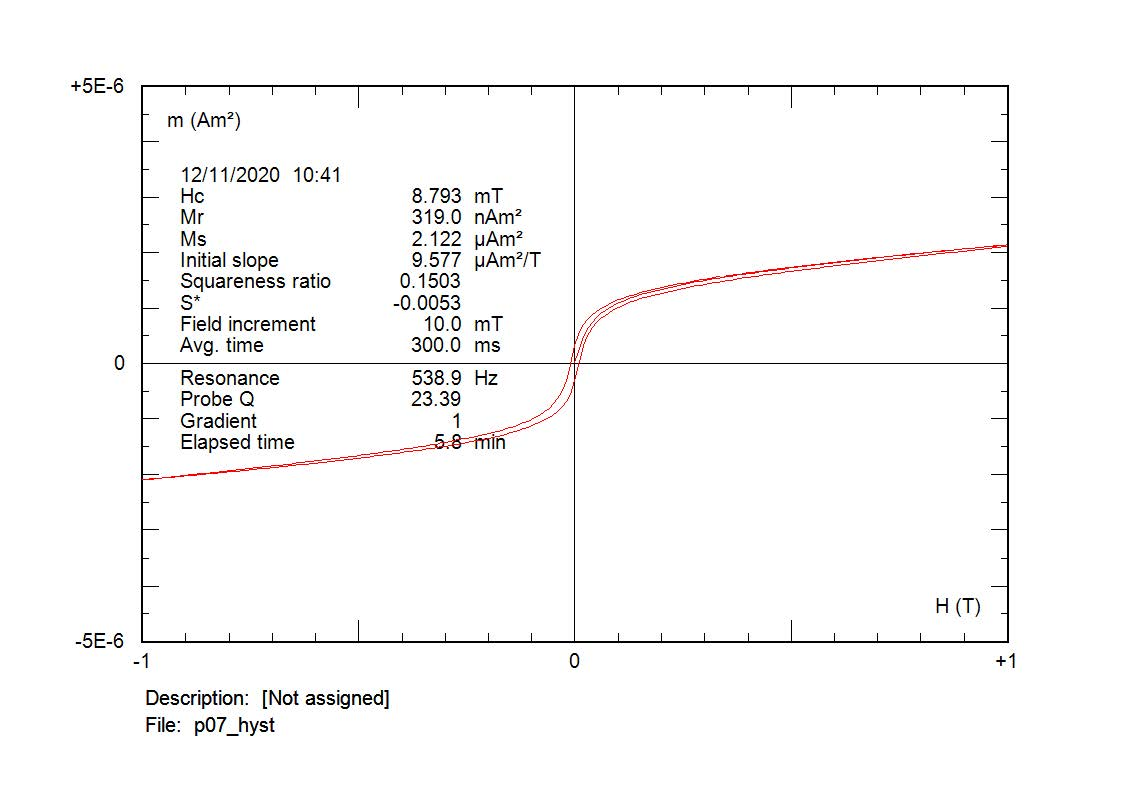 +5E-6
m (Am²)
12/11/2020 10:41
Hc 8.793 mT
Mr 319.0 nAm²
Ms 2.122 µAm²
Initial slope 9.577 µAm²/T
Squareness ratio 0.1503
S* -0.0053
Field increment 10.0 mT
Avg. time 300.0 ms
0
Resonance 538.9 Hz
Probe Q 23.39
Gradient 1
Elapsed time 5.8 min
H (T)
-5E-6
-1 0 +1
Description: [Not assigned]
File: p07_hyst